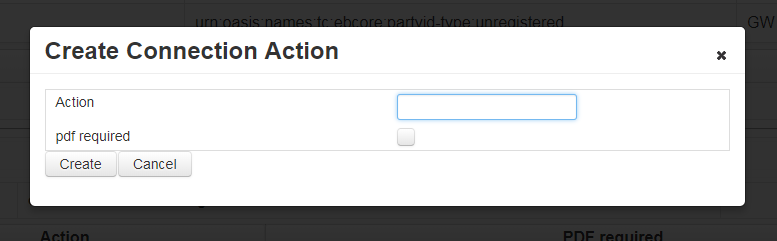 urn:oasis:names:tc:ebcore:partyid-type:unregistered GW
Create Connection Action
Action
pdf required
Create Cancel
Action PDF required